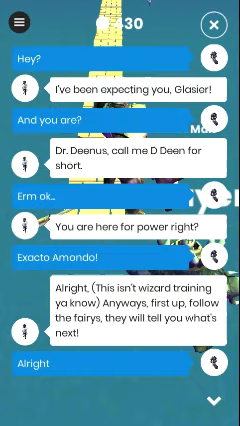 430
Hey?
I've been expecting you, Glasier!
And you are?
Dr. Deenus, call me D Deen for
short.
Erm ok...
You are here for power right?
Exacto Amondo!
Alright, (This isn't wizard training
ya know) Anyways, first up, follow
the fairys, they will tell you what's
next!
Alright